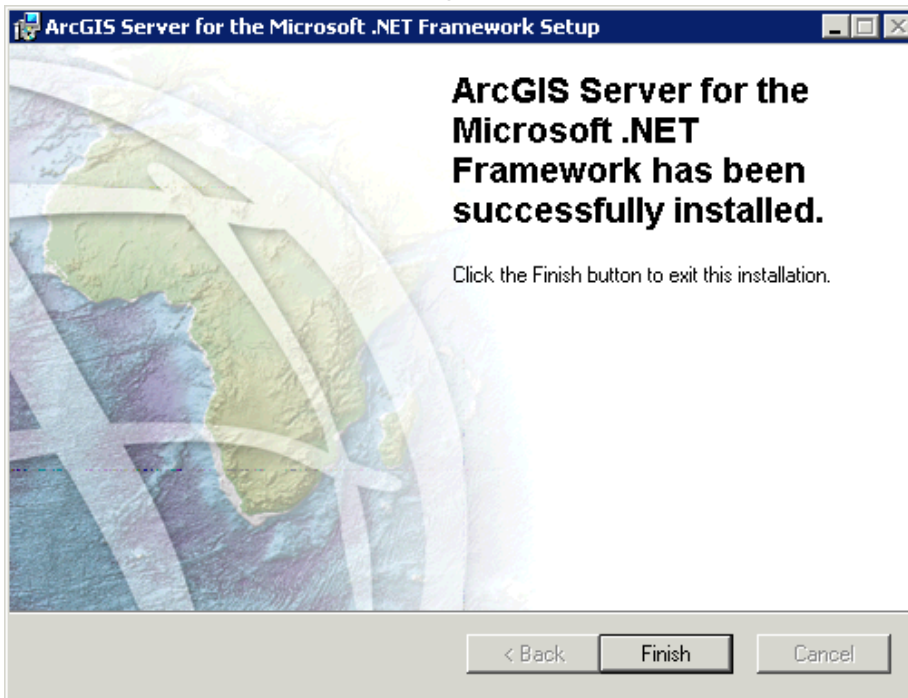 ArcGIS Server for the Microsoft .NET Framework Setup
ArcGIS Server for the
Microsoft .NET
Framework has been
successfully installed.
Click the Finish button to exit this installation.
< Back
Finish
Cancel